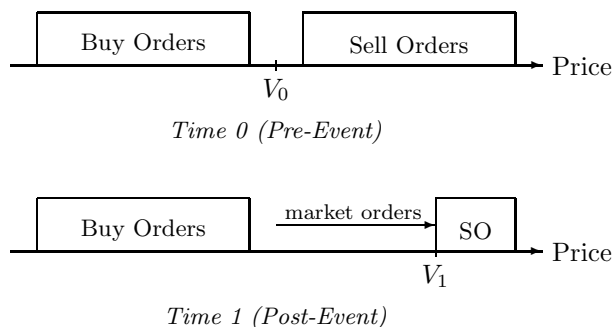 Buy Orders Sell Orders
Price
V0
Time 0 (Pre-Event)
market orders
Buy Orders SO
Price
V1
Time 1 (Post-Event)